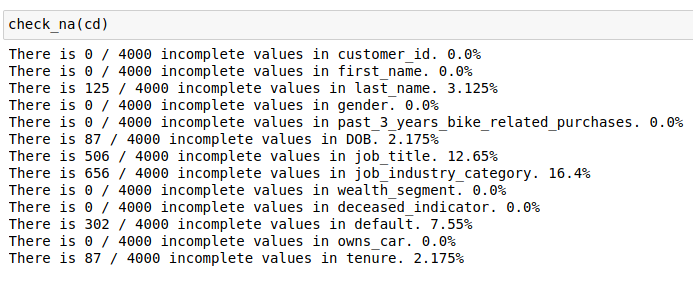 check_na(cd)
There is 0 / 4000 incomplete values in customer_id. 0.0%
There is 0 / 4000 incomplete values in first_name. 0.0%
There is 125 / 4000 incomplete values in last_name. 3.125%
There is 0 / 4000 incomplete values in gender. 0.0%
There is 0 / 4000 incomplete values in past_3_years_bike_related_purchases. 0.0%
There is 87 / 4000 incomplete values in DOB. 2.175%
There is 506 / 4000 incomplete values in job_title. 12.65%
There is 656 / 4000 incomplete values in job_industry_category. 16.4%
There is 0 / 4000 incomplete values in wealth_segment. 0.0%
There is 0 / 4000 incomplete values in deceased_indicator. 0.0%
There is 302 / 4000 incomplete values in default. 7.55%
There is 0 / 4000 incomplete values in owns_car. 0.0%
There is 87 / 4000 incomplete values in tenure. 2.175%